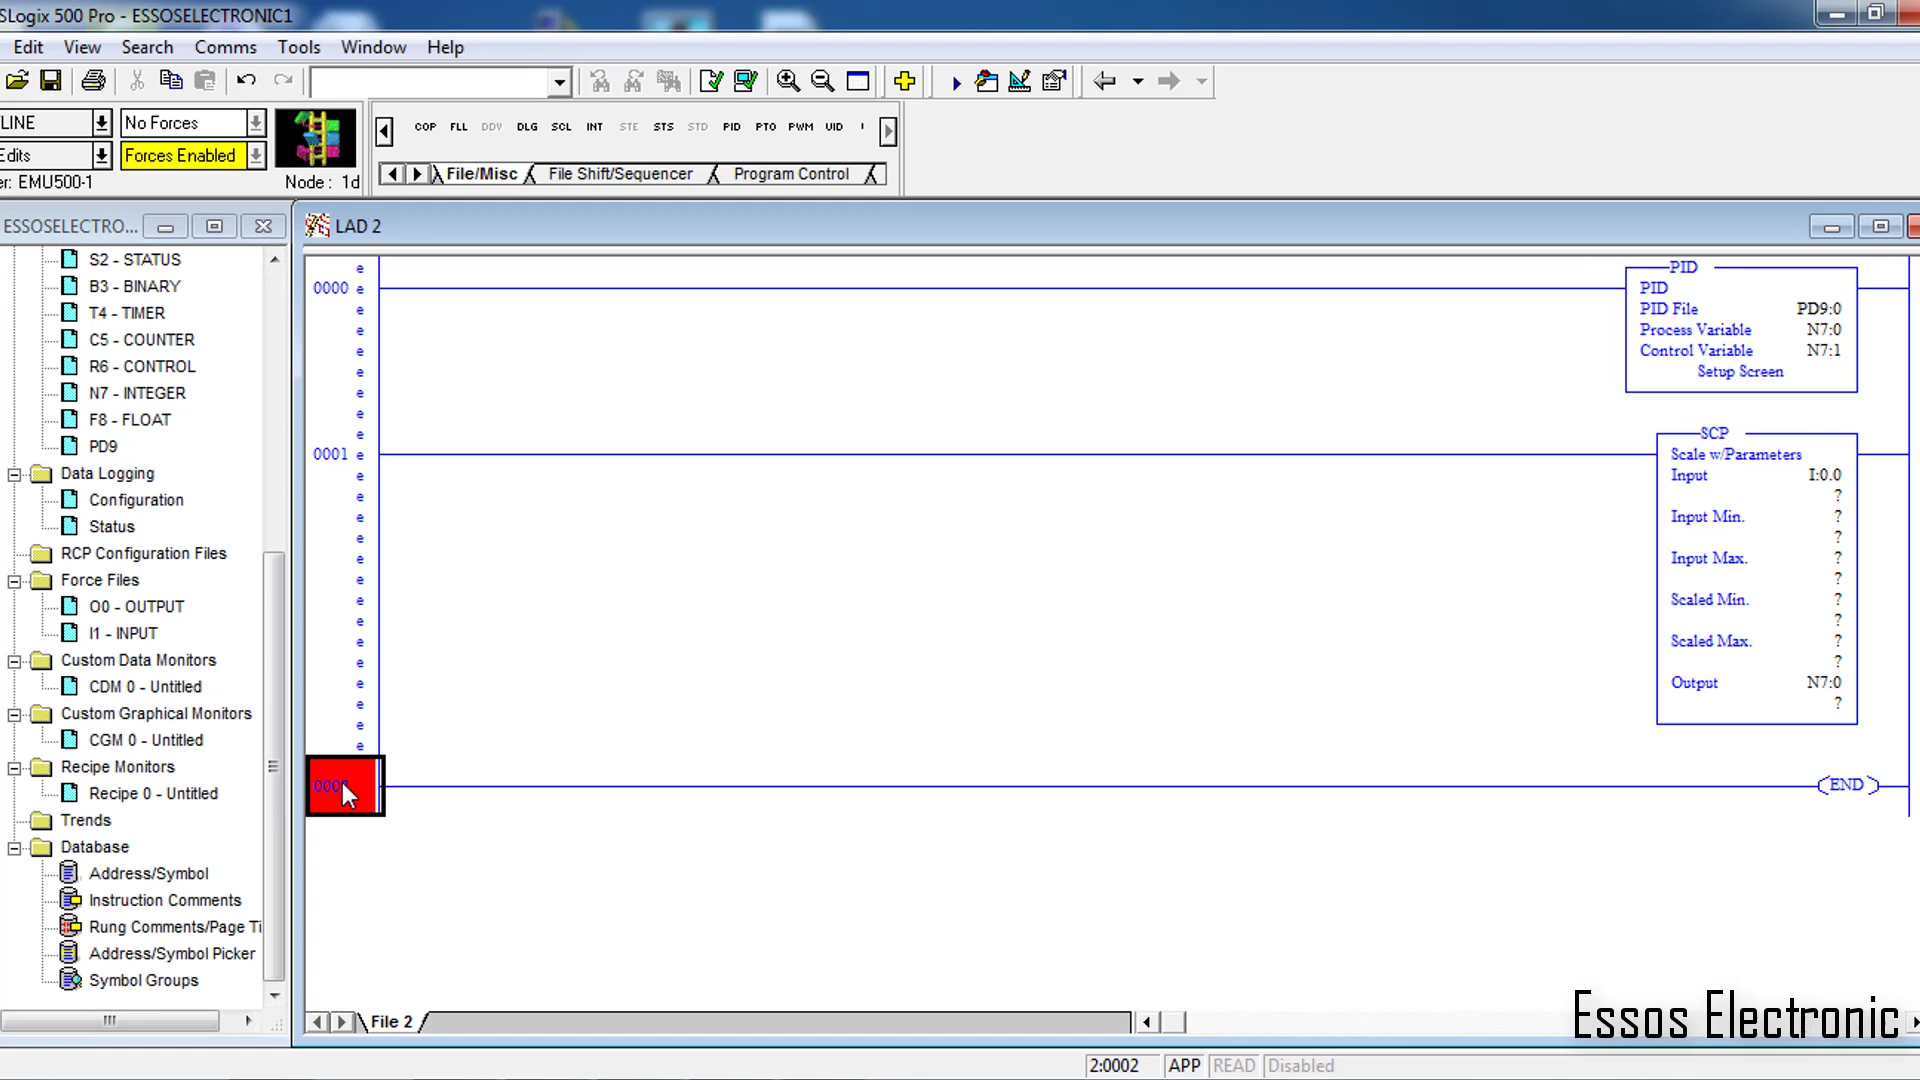 SLogix 500 Pro - ESSOSELECTRONIC1
Edit View Search Comms Tools Window Help
LINE No Forces
Edits Forces Enabled
er: EMU500-1 Node : 1d
COP FLL DDV DLG SCL INT STE STS STD PID PTO PWM UID I
File/Misc File Shift/Sequencer Program Control
ESSOSELECTRO...
S2 - STATUS
B3 - BINARY
T4 - TIMER
C5 - COUNTER
R6 - CONTROL
N7 - INTEGER
F8 - FLOAT
PD9
Data Logging
Configuration
Status
RCP Configuration Files
Force Files
O0 - OUTPUT
I1 - INPUT
Custom Data Monitors
CDM 0 - Untitled
Custom Graphical Monitors
CGM 0 - Untitled
Recipe Monitors
Recipe 0 - Untitled
Trends
Database
Address/Symbol
Instruction Comments
Rung Comments/Page Ti
Address/Symbol Picker
Symbol Groups
LAD 2
e
0000 e
e
e
e
e
e
e
e
0001 e
e
e
e
e
e
e
e
e
e
e
e
e
e
e
PID
PID
PID File PD9:0
Process Variable N7:0
Control Variable N7:1
Setup Screen
SCP
Scale w/Parameters
Input I:0.0
?
Input Min. ?
?
Input Max. ?
?
Scaled Min. ?
?
Scaled Max. ?
?
Output N7:0
?
END
File 2
Essos Electronic
2:0002 APP READ Disabled